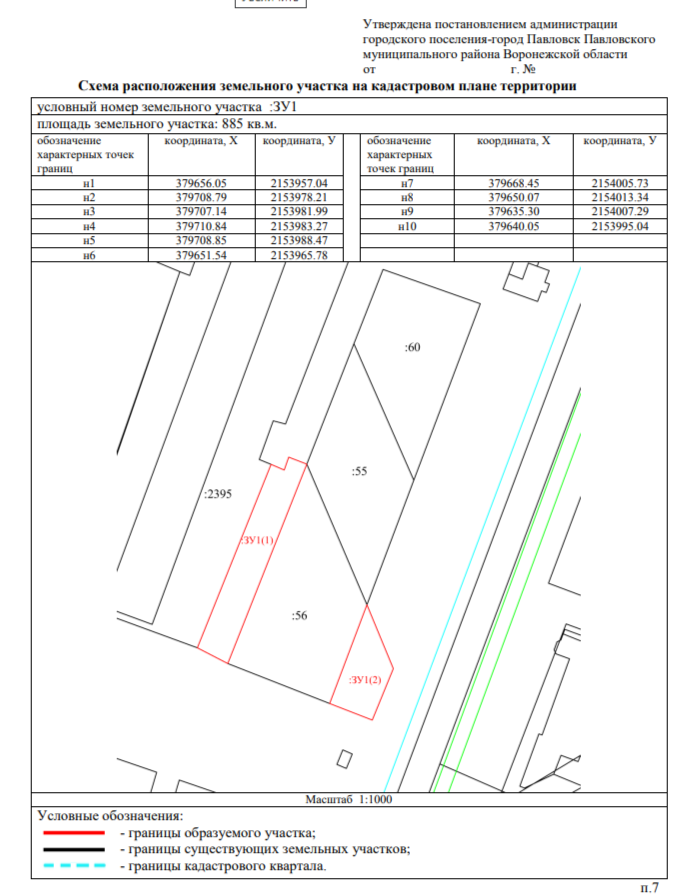 Утверждена постановлением администрации
городского поселения-город Павловск Павловского
муниципального района Воронежской области
от г. №
Схема расположения земельного участка на кадастровом плане территории
условный номер земельного участка :ЗУ1
площадь земельного участка: 885 кв.м.
обозначение характерных точек границ координата, X координата, У обозначение характерных точек границ координата, X координата, У
н1 379656.05 2153957.04 н7 379668.45 2154005.73
н2 379708.79 2153978.21 н8 379650.07 2154013.34
н3 379707.14 2153981.99 н9 379635.30 2154007.29
н4 379710.84 2153983.27 н10 379640.05 2153995.04
н5 379708.85 2153988.47
н6 379651.54 2153965.78
:60
:55
:2395
:ЗУ1(1)
:56
:ЗУ1(2)
Масштаб 1:1000
Условные обозначения:
- границы образуемого участка;
- границы существующих земельных участков;
- границы кадастрового квартала.
п.7